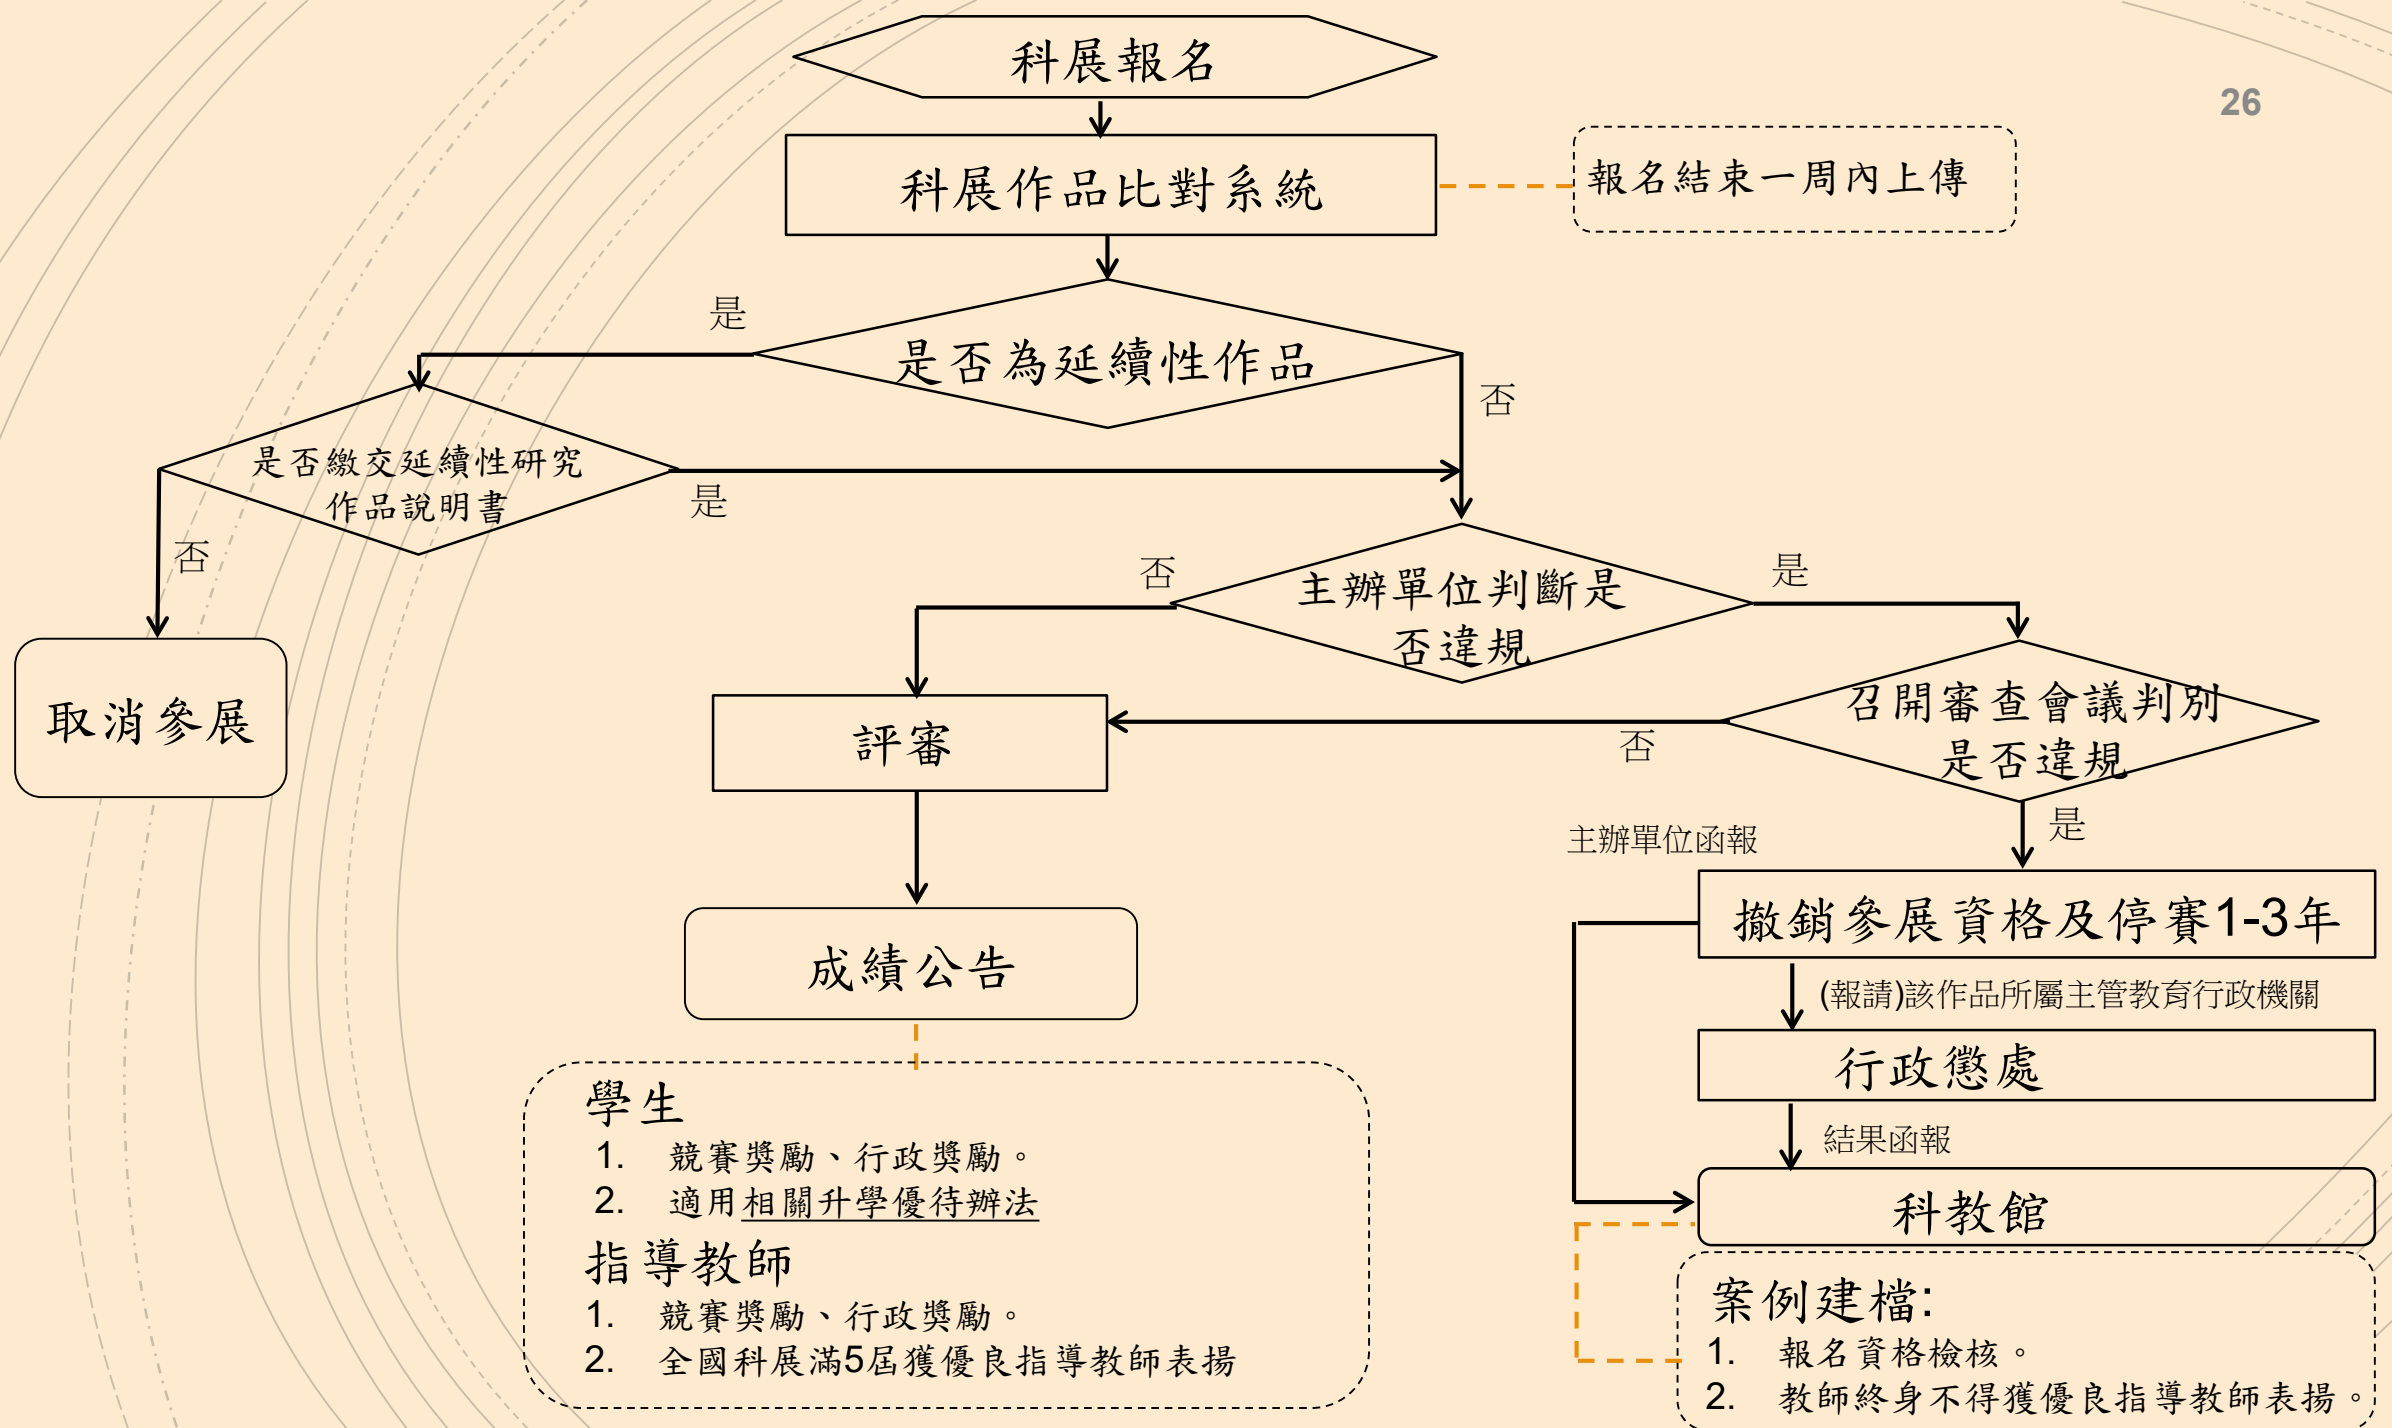 科展報名
26
科展作品比對系統
報名結束一周內上傳
是
是否為延續性作品
否
是否繳交延續性研究
作品說明書
是
否
否
主辦單位判斷是
否違規
是
取消參展
評審
召開審查會議判別
是否違規
否
是
主辦單位函報
撤銷參展資格及停賽1-3年
成績公告
(報請)該作品所屬主管教育行政機關
行政懲處
結果函報
科教館
學生
1. 競賽獎勵、行政獎勵。
2. 適用相關升學優待辦法
指導教師
1. 競賽獎勵、行政獎勵。
2. 全國科展滿5屆獲優良指導教師表揚
案例建檔:
1. 報名資格檢核。
2. 教師終身不得獲優良指導教師表揚。